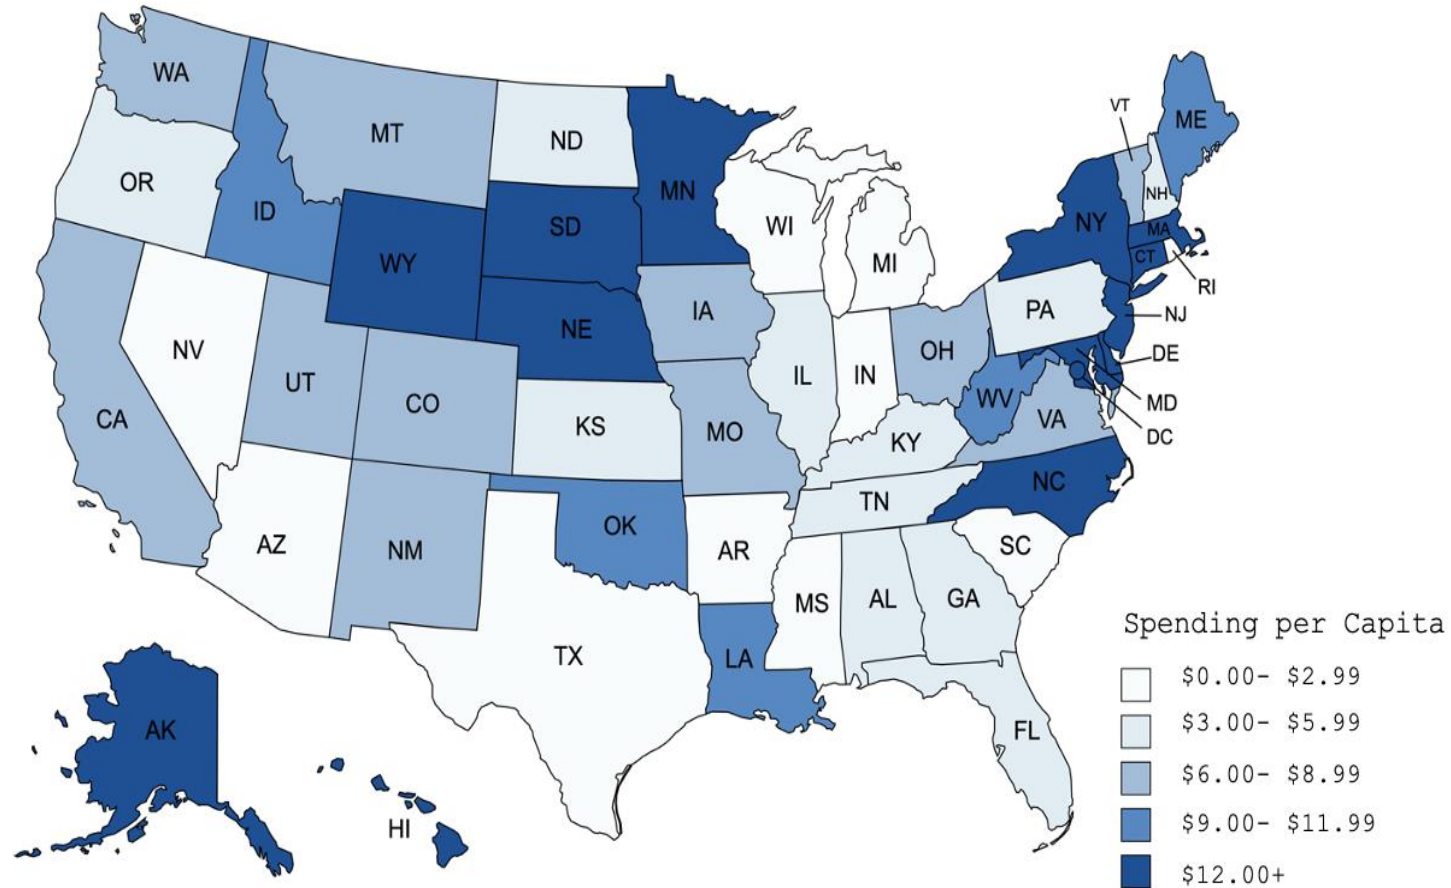 WA
MT
ND
MN
VT
ME
OR
ID
SD
WI
NH
NY
MA
WY
MI
CT
RI
NE
IA
PA
NJ
NV
UT
CO
IL
IN
OH
DE
CA
KS
MO
WV
VA
MD
KY
DC
TN
NC
AZ
NM
OK
AR
SC
MS
AL
GA
TX
LA
FL
AK
HI
Spending per Capita
$0.00- $2.99
$3.00- $5.99
$6.00- $8.99
$9.00- $11.99
$12.00+